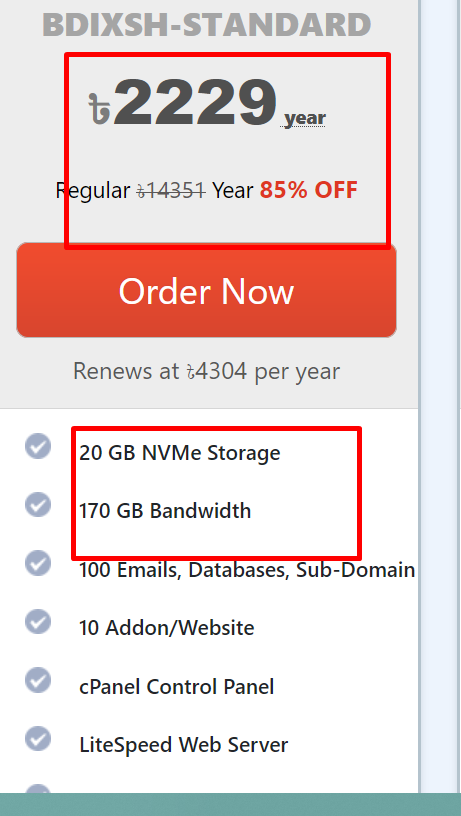 BDIXSH-STANDARD
৳2229 year
Regular ৳14351 Year 85% OFF
Order Now
Renews at ৳4304 per year
20 GB NVMe Storage
170 GB Bandwidth
100 Emails, Databases, Sub-Domain
10 Addon/Website
cPanel Control Panel
LiteSpeed Web Server